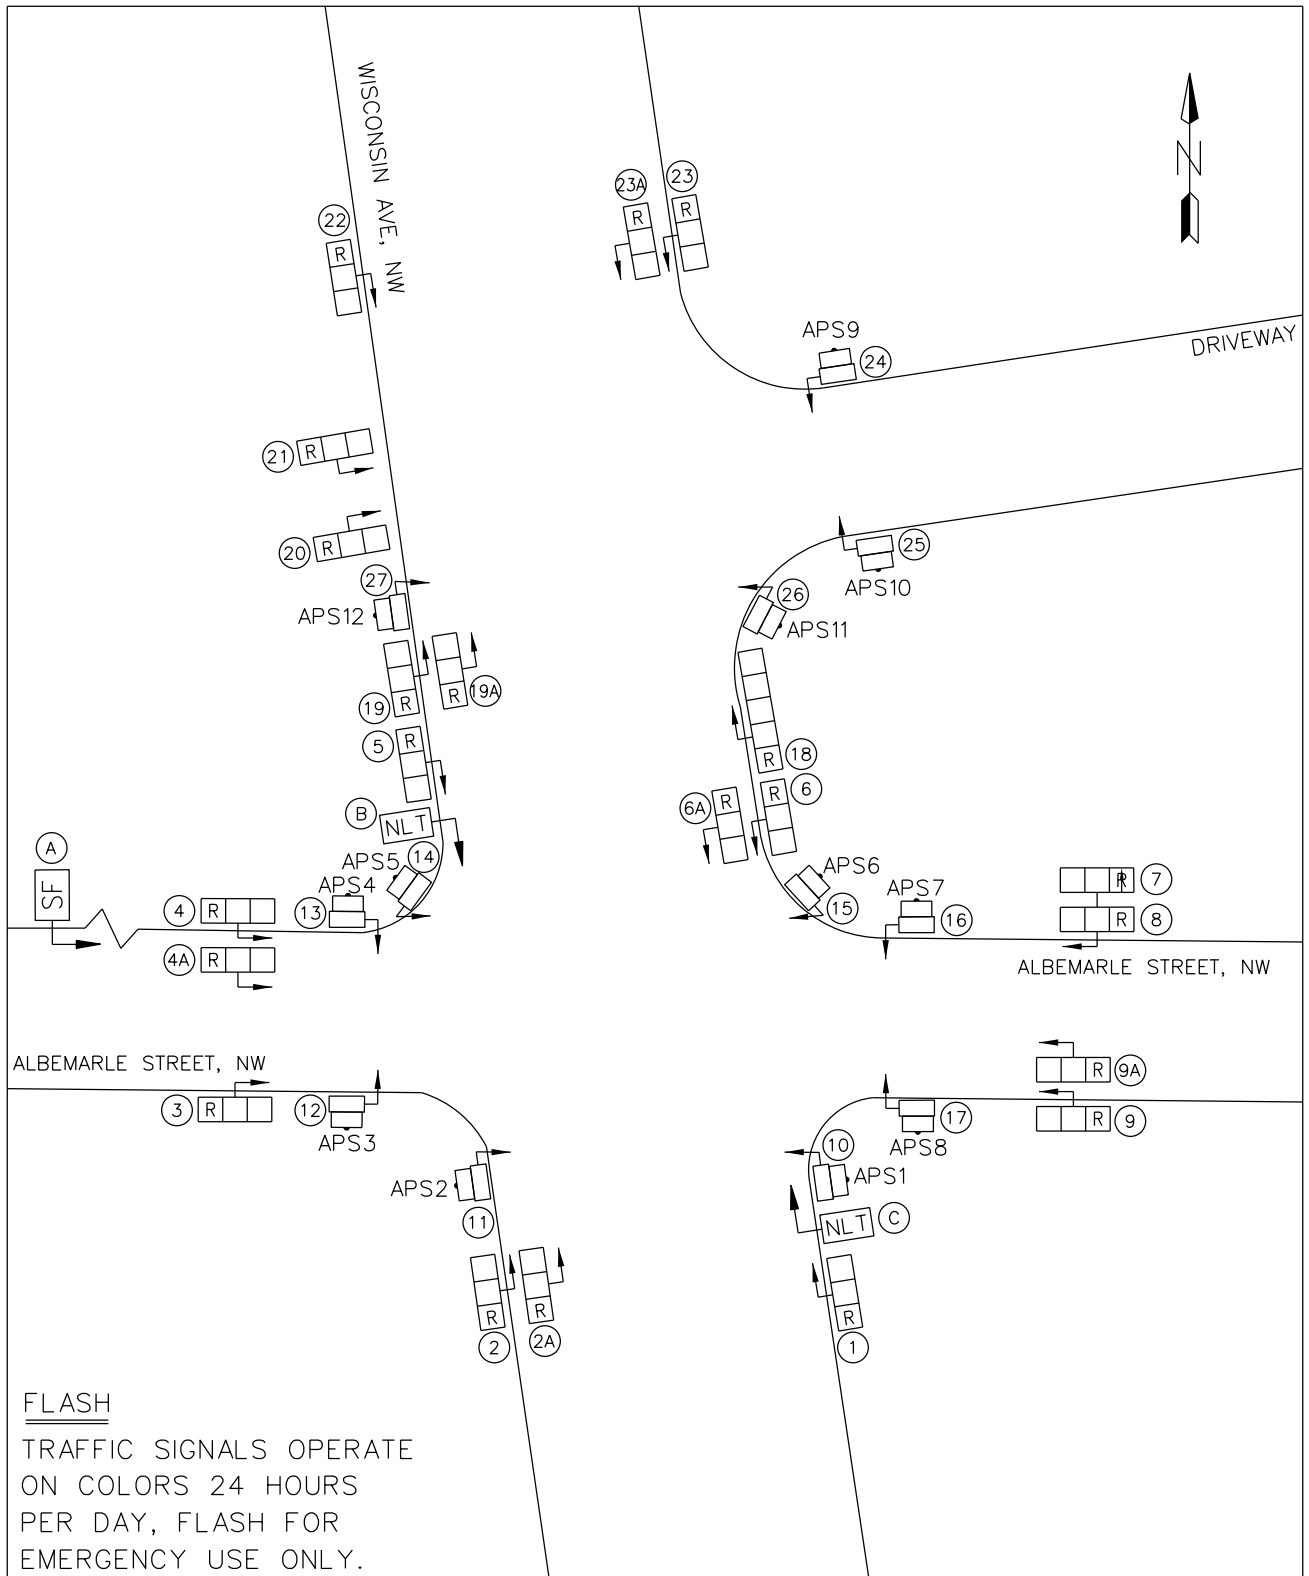 WISCONSIN AVE, NW
N
23A
R
23
R
22
R
APS9
24
DRIVEWAY
21
R
20
R
25
APS10
27
APS12
26
APS11
19
R
19A
R
5
R
18
R
B
NLT
6A
R
6
R
A
SF
APS5
14
APS4
13
APS6
15
APS7
16
R
7
R
8
4
R
4A
R
ALBEMARLE STREET, NW
ALBEMARLE STREET, NW
R
9A
R
9
3
R
12
APS3
17
APS8
10
APS1
APS2
11
NLT
C
R
2
R
2A
R
1
FLASH
TRAFFIC SIGNALS OPERATE
ON COLORS 24 HOURS
PER DAY, FLASH FOR
EMERGENCY USE ONLY.